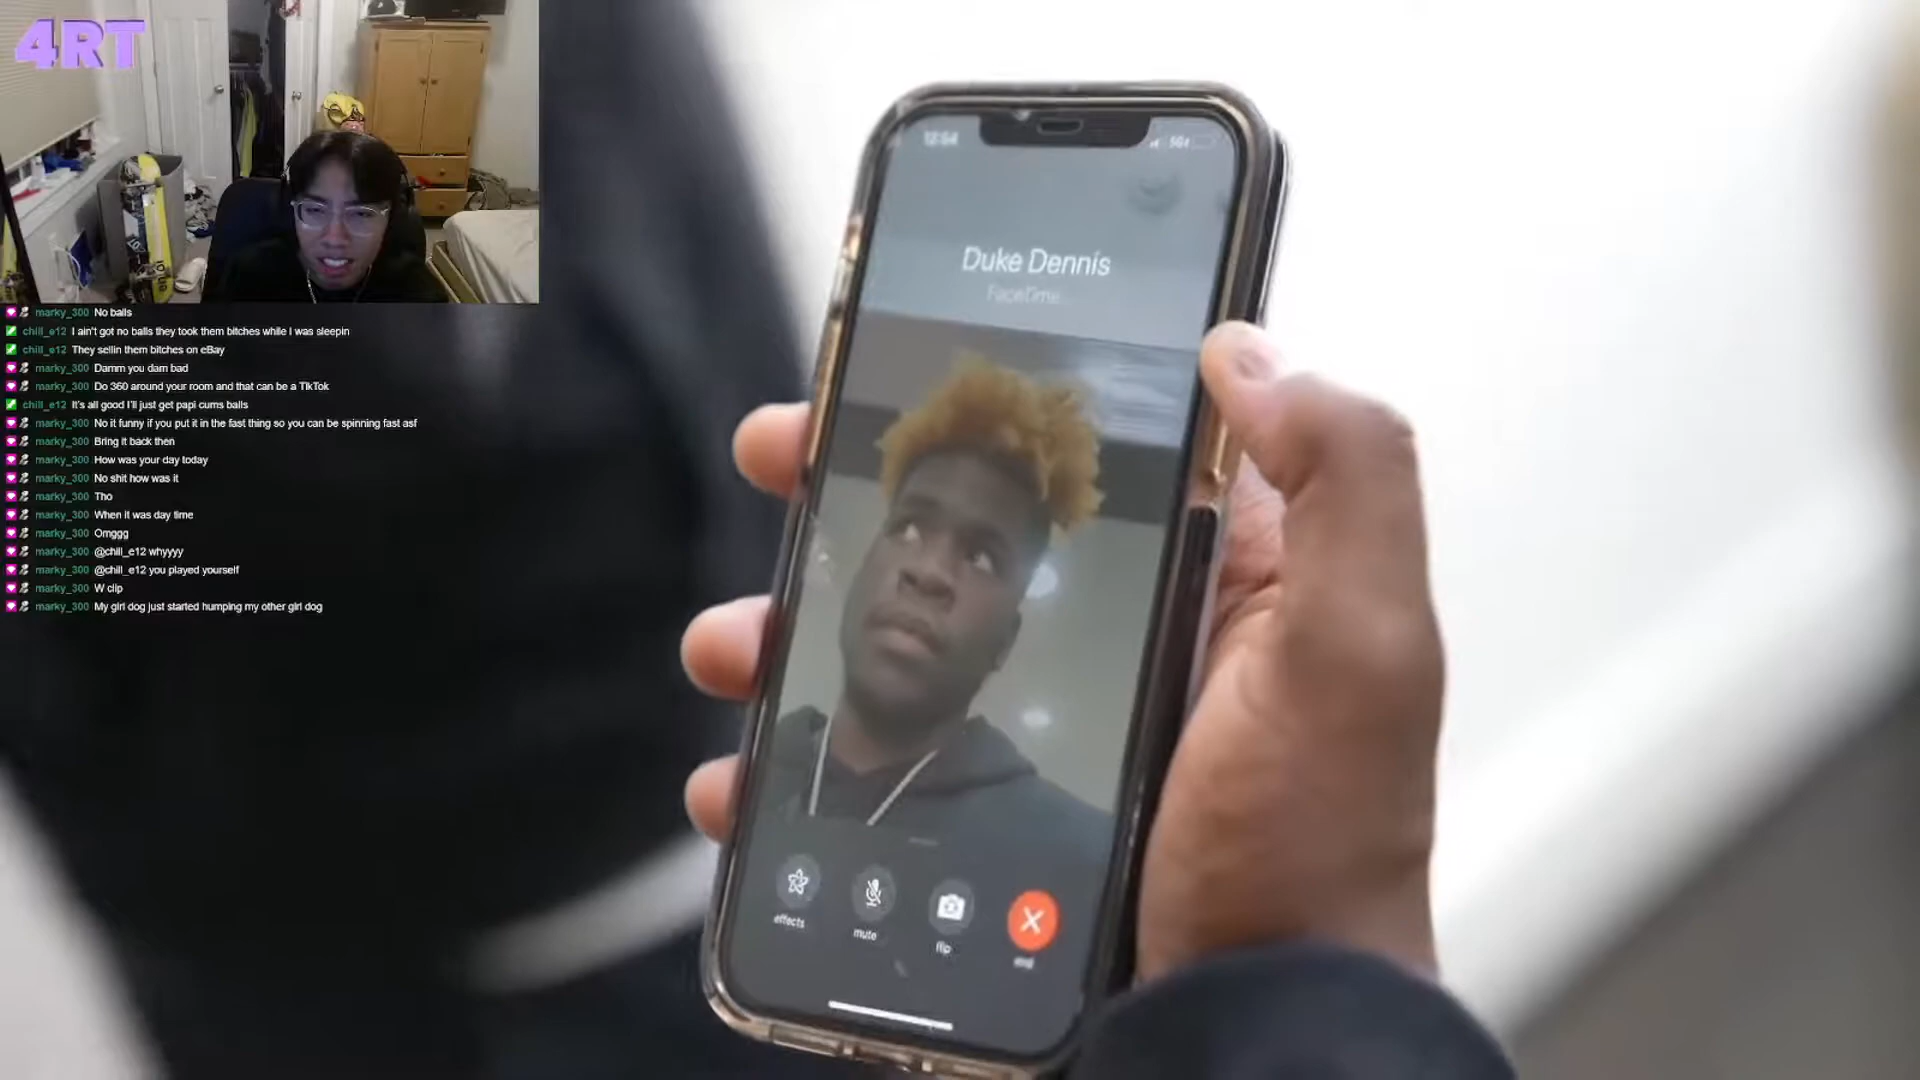 4RT
marky_300 No balls
chill_e12 I ain't got no balls they took them bitches while I was sleepin
chill_e12 They sellin them bitches on eBay
marky_300 Damm you dam bad
marky_300 Do 360 around your room and that can be a TikTok
chill_e12 It's all good I'll just get papi cums balls
marky_300 No it funny if you put it in the fast thing so you can be spinning fast asf
marky_300 Bring it back then
marky_300 How was your day today
marky_300 No shit how was it
marky_300 Tho
marky_300 When it was day time
marky_300 Omggg
marky_300 @chill_e12 whyyyy
marky_300 @chill_e12 you played yourself
marky_300 W clip
marky_300 My girl dog just started humping my other girl dog
12:54
5G
Duke Dennis
FaceTime...
effects
mute
flip
end